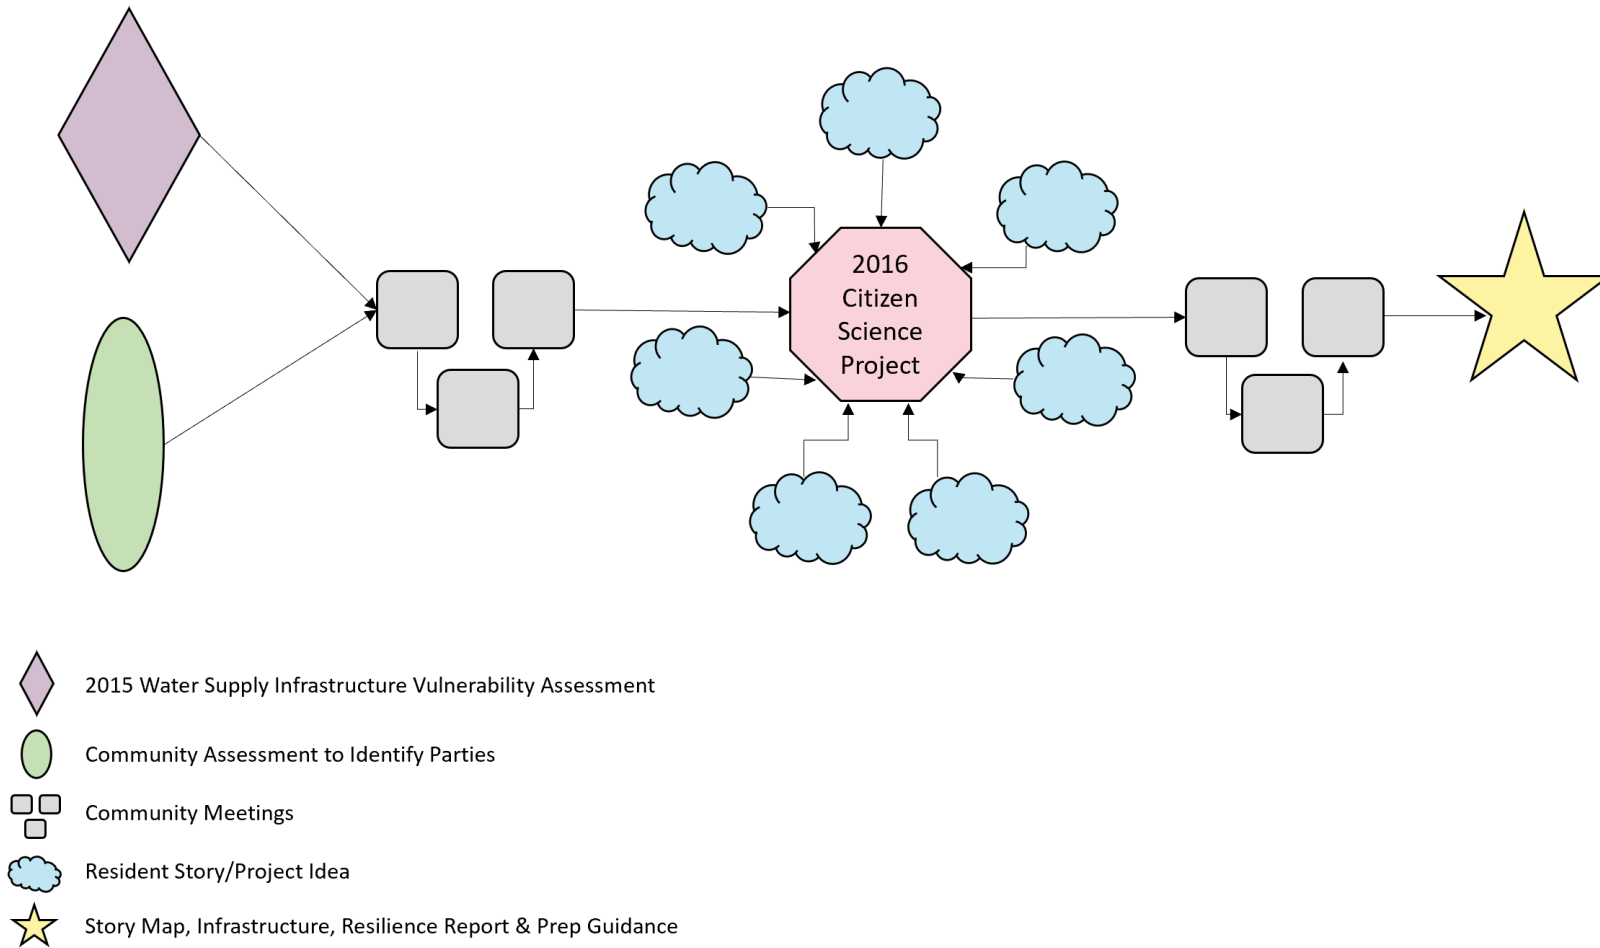 2016
Citizen
Science
Project
2015 Water Supply Infrastructure Vulnerability Assessment
Community Assessment to Identify Parties
Community Meetings
Resident Story/Project Idea
Story Map, Infrastructure, Resilience Report & Prep Guidance